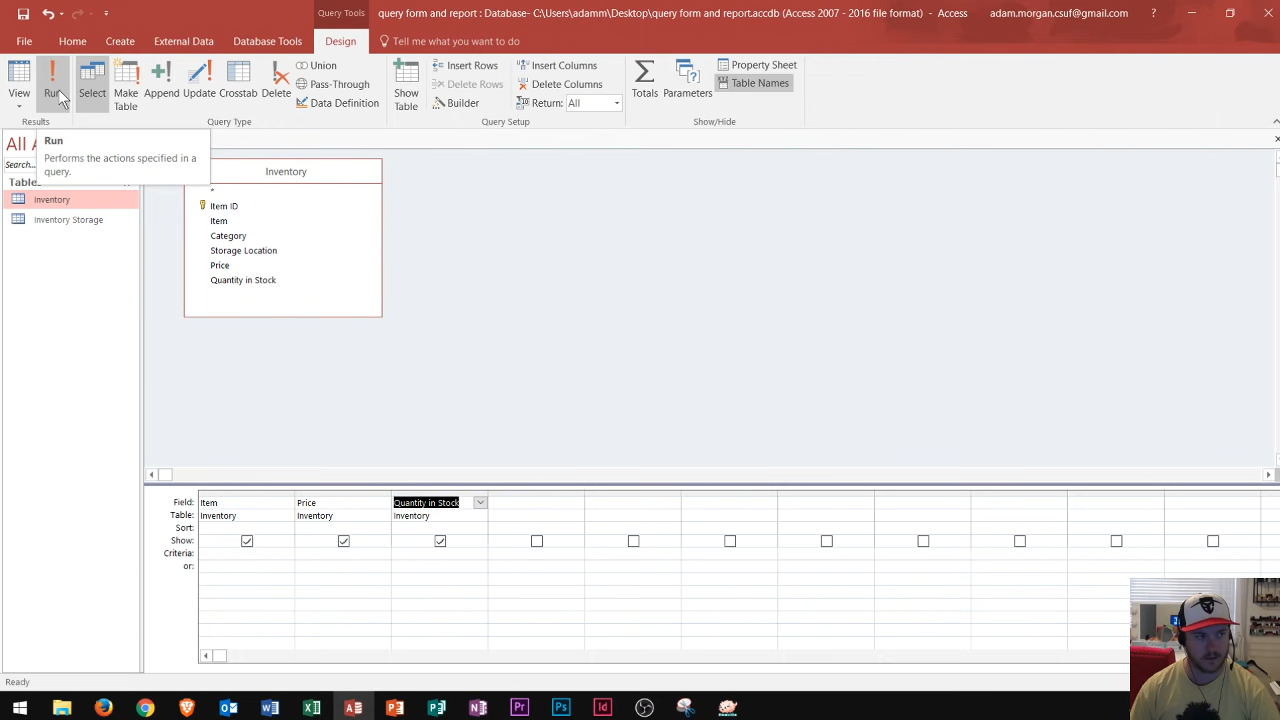 Query Tools
query form and report : Database- C:\Users\adamm\Desktop\query form and report.accdb (Access 2007 - 2016 file format) - Access
adam.morgan.csuf@gmail.com
?
File Home Create External Data Database Tools Design Tell me what you want to do
View
Run
Select
Make Table
Append
Update
Crosstab
Delete
Union
Pass-Through
Data Definition
Show Table
Insert Rows
Delete Rows
Builder
Insert Columns
Delete Columns
Return: All
Totals
Parameters
Property Sheet
Table Names
Results
Query Type
Query Setup
Show/Hide
All A
Search...
Table
Inventory
Inventory Storage
Run
Performs the actions specified in a
query.
Inventory
*
Item ID
Item
Category
Storage Location
Price
Quantity in Stock
Field: Item Price Quantity in Stock
Table: Inventory Inventory Inventory
Sort:
Show:
Criteria:
or:
Ready